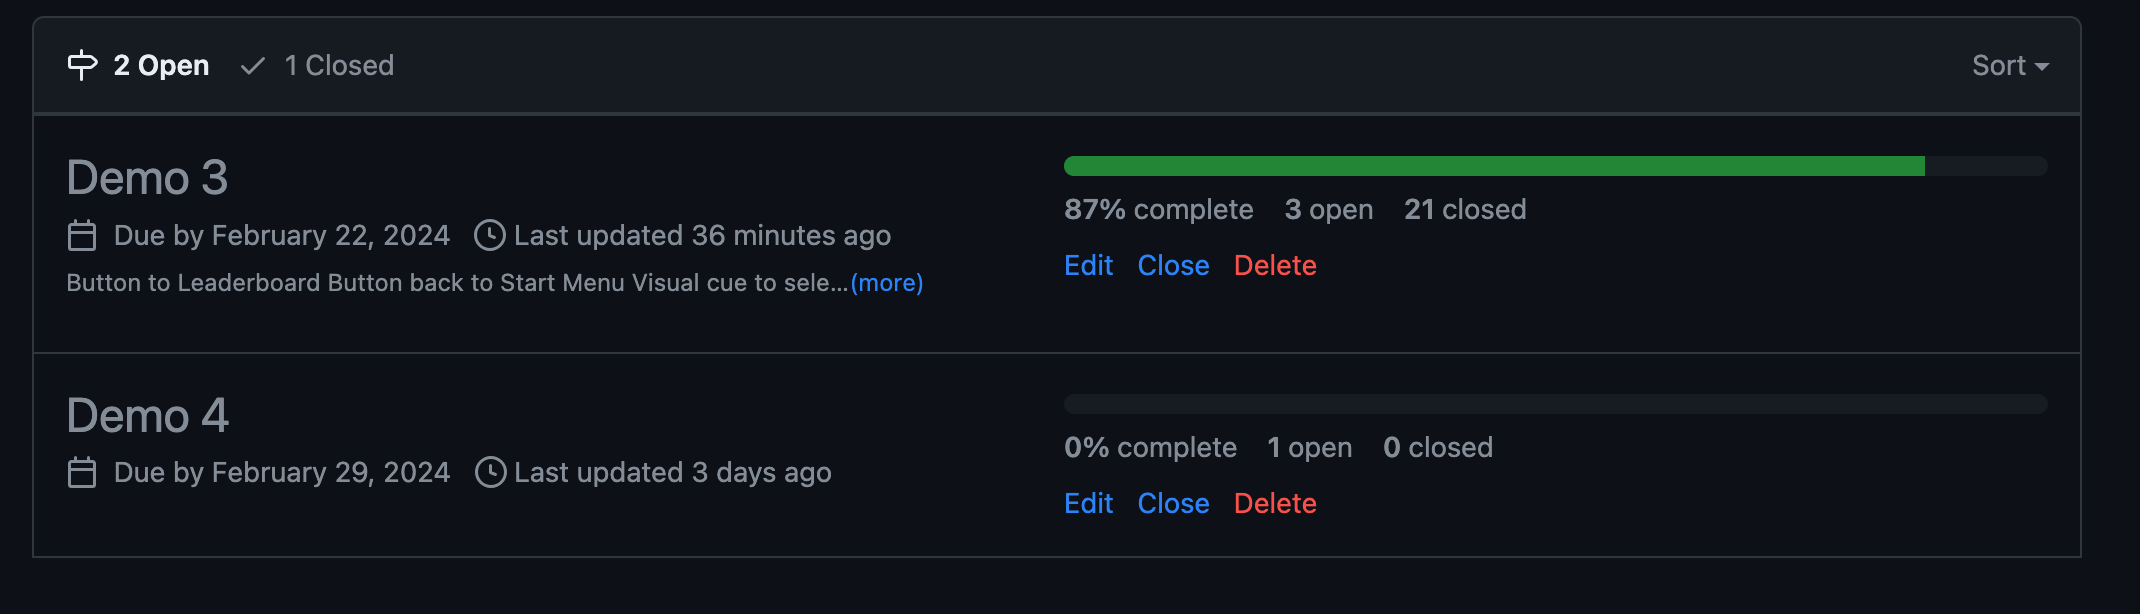 2 Open 1 Closed Sort
Demo 3
Due by February 22, 2024 Last updated 36 minutes ago
Button to Leaderboard Button back to Start Menu Visual cue to sele...(more)
87% complete 3 open 21 closed
Edit Close Delete
Demo 4
Due by February 29, 2024 Last updated 3 days ago
0% complete 1 open 0 closed
Edit Close Delete